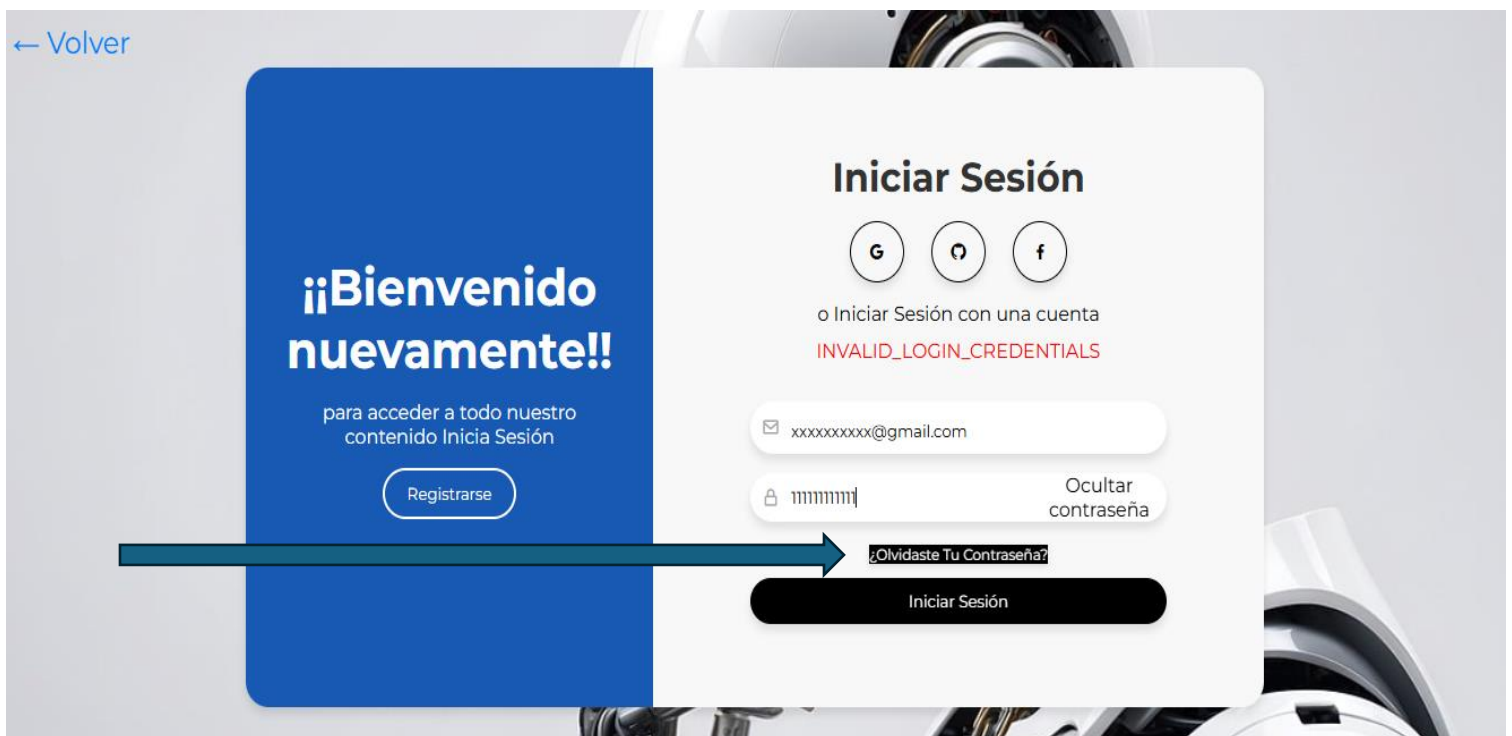 ← Volver
¡¡Bienvenido
nuevamente!!
para acceder a todo nuestro
contenido Inicia Sesión
Registrarse
Iniciar Sesión
G f
o Iniciar Sesión con una cuenta
INVALID_LOGIN_CREDENTIALS
xxxxxxxxxx@gmail.com
111111111111
Ocultar
contraseña
¿Olvidaste Tu Contraseña?
Iniciar Sesión